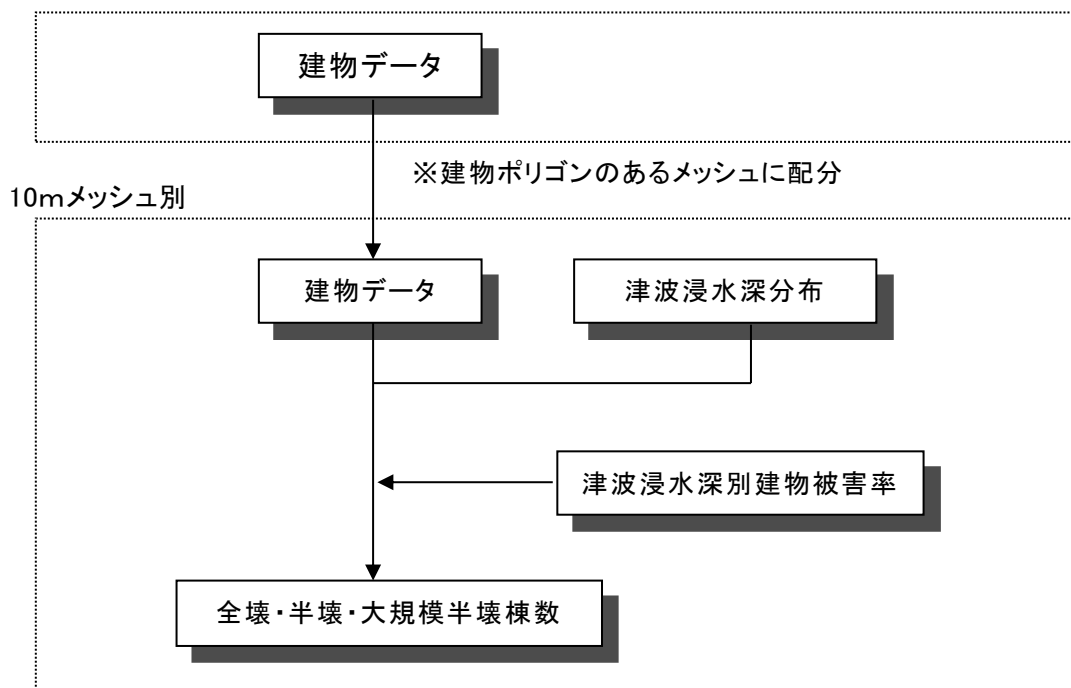 建物データ
※建物ポリゴンのあるメッシュに配分
10mメッシュ別
建物データ
津波浸水深分布
津波浸水深別建物被害率
全壊・半壊・大規模半壊棟数